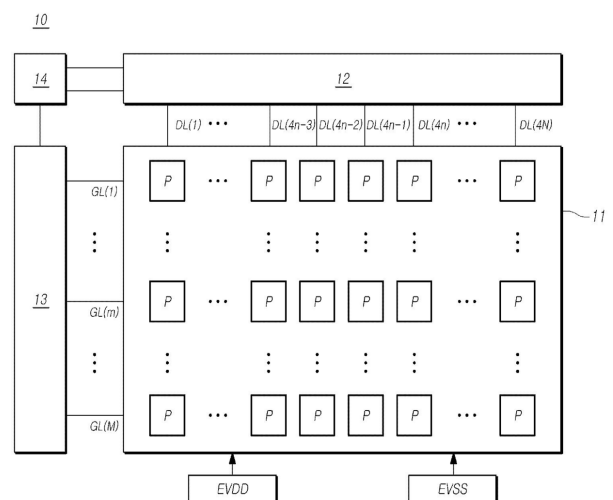 10
14
12
DL(1) ••• DL(4n-3) DL(4n-2) DL(4n-1) DL(4n) ••• DL(4N)
GL(1) P ••• P P P P ••• P
11
13
GL(m) P ••• P P P P ••• P
GL(M) P ••• P P P P ••• P
EVDD EVSS